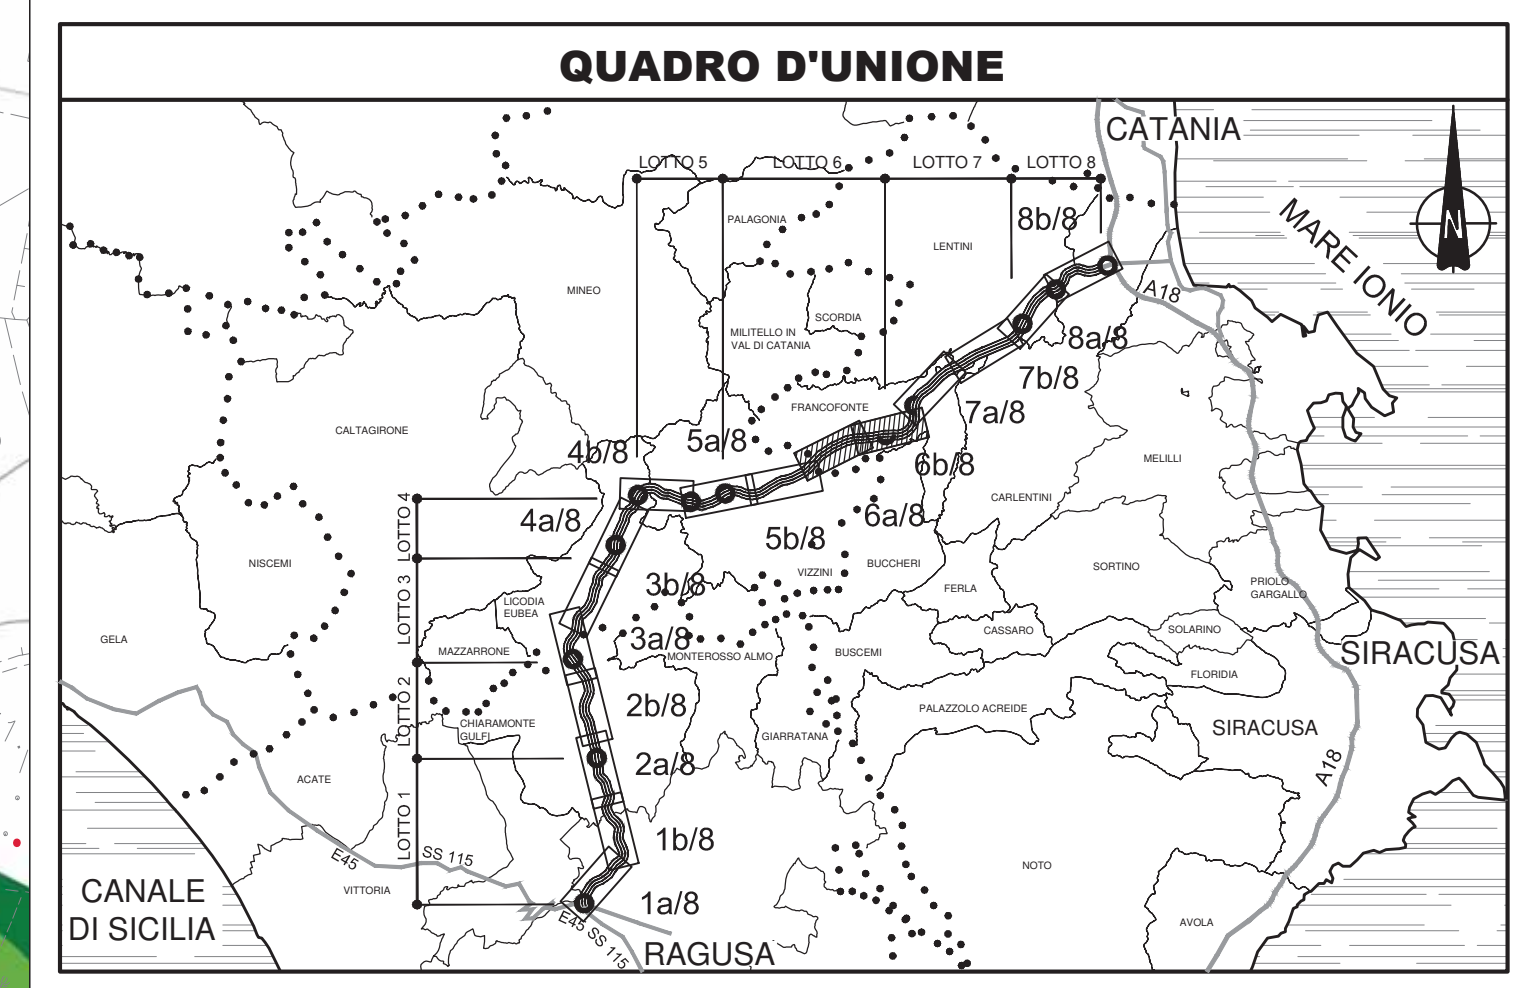 QUADRO D'UNIONE
CATANIA
LOTTO 5
LOTTO 6
LOTTO 7
LOTTO 8
PALAGONIA
8b/8
LENTINI
N
MARE IONIO
MINEO
A18
SCORDIA
MILITELLO IN
VAL DI CATANIA
8a/8
7b/8
FRANCOFONTE
7a/8
CALTAGIRONE
4b/8
5a/8
6b/8
MELILLI
CARLENTINI
LOTTO 4
4a/8
6a/8
5b/8
NISCEMI
VIZZINI
BUCCHERI
SORTINO
3b/8
FERLA
PRIOLO
GARGALLO
LOTTO 3
LICODIA
EUBEA
GELA
3a/8
CASSARO
SOLARINO
MAZZARRONE
MONTEROSSO ALMO
BUSCEMI
SIRACUSA
FLORIDIA
LOTTO 2
2b/8
PALAZZOLO ACREIDE
CHIARAMONTE
GULFI
GIARRATANA
SIRACUSA
2a/8
A18
ACATE
LOTTO 1
1b/8
E45
SS 115
NOTO
CANALE
DI SICILIA
VITTORIA
1a/8
E45 SS 115
AVOLA
RAGUSA